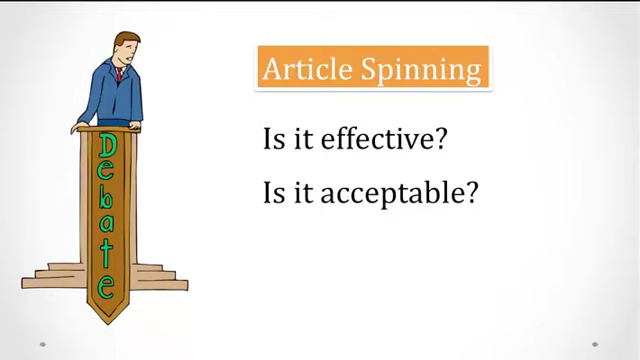 Article Spinning
Is it effective?
Is it acceptable?
Debate